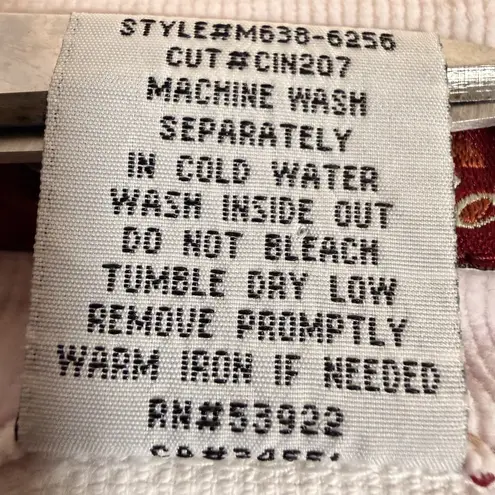 STYLE#M638-6256
CUT#CIN207
MACHINE WASH
SEPARATELY
IN COLD WATER
WASH INSIDE OUT
DO NOT BLEACH
TUMBLE DRY LOW
REMOVE PROMPTLY
WARM IRON IF NEEDED
RN#53922